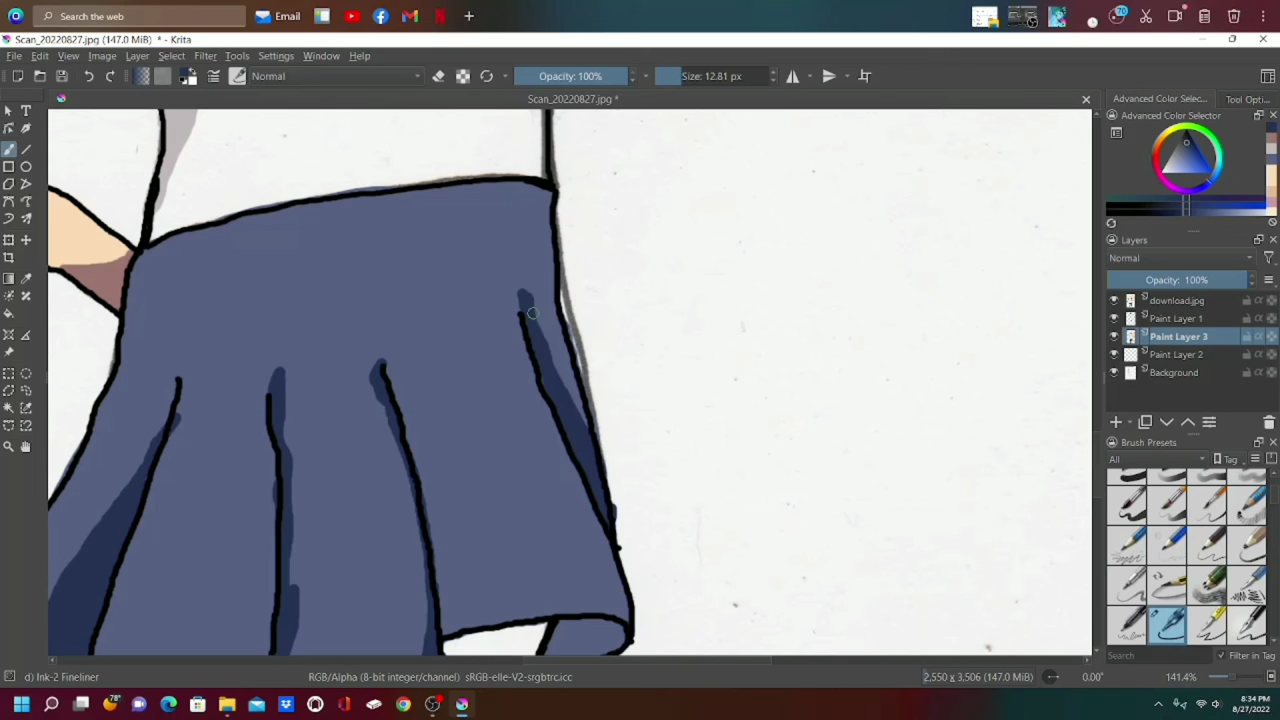 Search the web
Email
70
Scan_20220827.jpg (147.0 MiB) * - Krita
File Edit View Image Layer Select Filter Tools Settings Window Help
Normal
Opacity: 100%
Size: 12.81 px
Scan_20220827.jpg *
Advanced Color Selec...
Tool Opti...
Advanced Color Selector
Layers
Normal
Opacity: 100%
download.jpg
Paint Layer 1
Paint Layer 3
Paint Layer 2
Background
Brush Presets
All
Tag
Search
Filter in Tag
d) Ink-2 Fineliner
RGB/Alpha (8-bit integer/channel) sRGB-elle-V2-srgbtrc.icc
2,550 x 3,506 (147.0 MiB)
0.00°
141.4%
78°
8:34 PM
8/27/2022